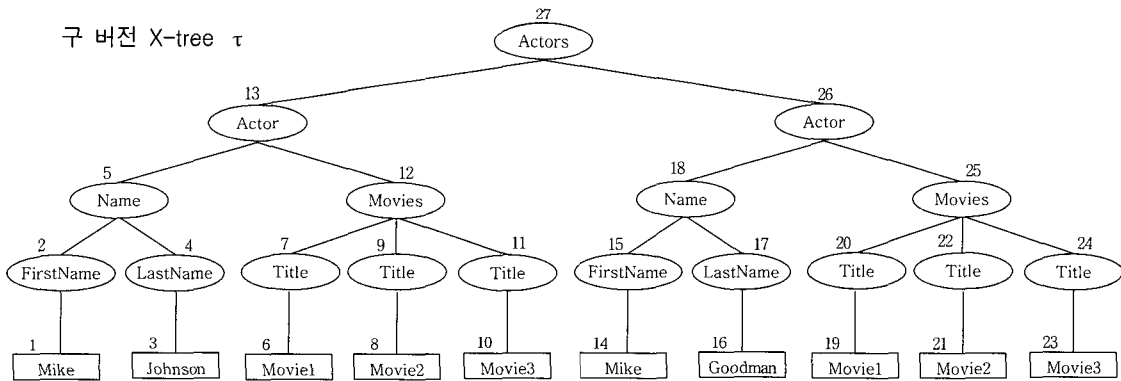 구 버전 X-tree τ
27
Actors
13 26
Actor Actor
5 12 18 25
Name Movies Name Movies
2 4 7 9 11 15 17 20 22 24
FirstName LastName Title Title Title FirstName LastName Title Title Title
1 3 6 8 10 14 16 19 21 23
Mike Johnson Movie1 Movie2 Movie3 Mike Goodman Movie1 Movie2 Movie3